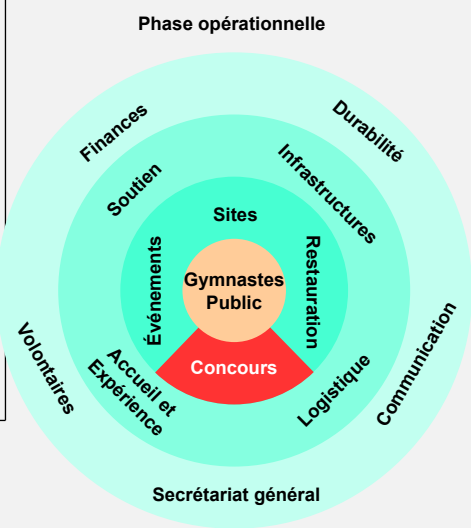 Phase opérationnelle
Finances
Durabilité
Soutien
Infrastructures
Sites
Événements
Restauration
Gymnastes
Public
Concours
Accueil et
Expérience
Logistique
Volontaires
Communication
Secrétariat général